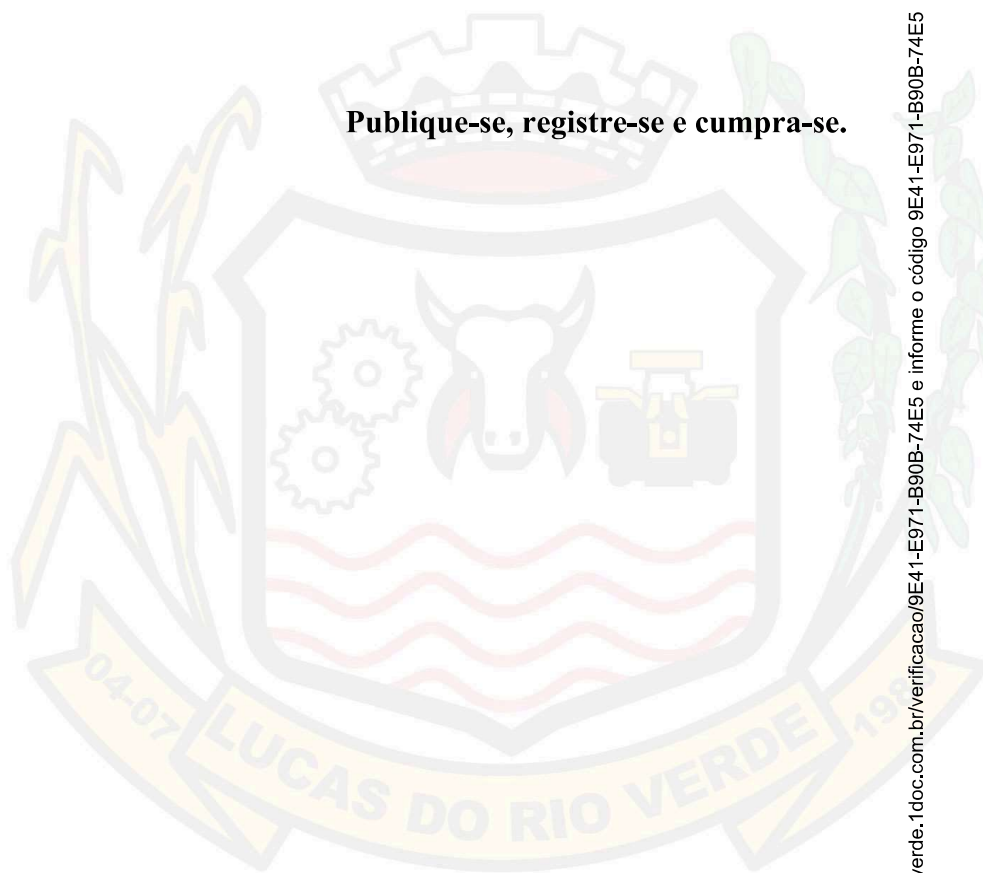 Publique-se, registre-se e cumpra-se.
04-07
LUCAS DO RIO VERDE
verde.1doc.com.br/verificacao/9E41-E971-B90B-74E5 e informe o código 9E41-E971-B90B-74E5